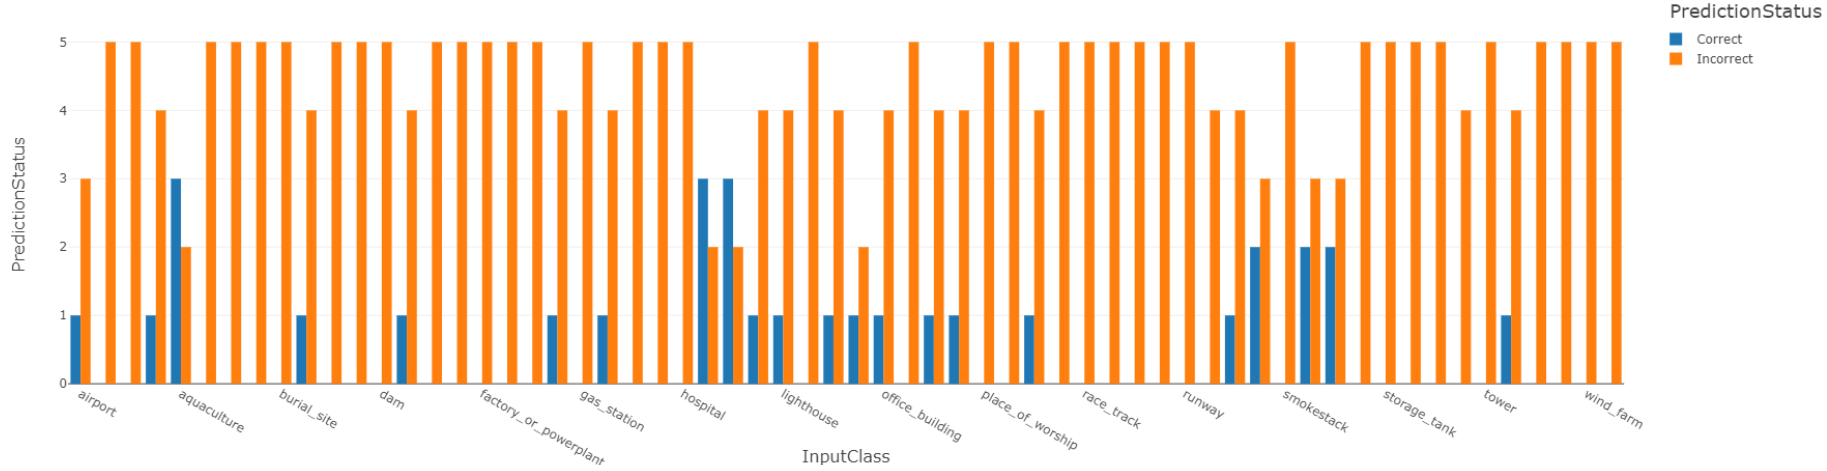 PredictionStatus
Correct
Incorrect
PredictionStatus
5
4
3
2
1
0
airport
aquaculture
burial_site
dam
factory_or_powerplant
gas_station
hospital
lighthouse
office_building
place_of_worship
race_track
runway
smokestack
storage_tank
tower
wind_farm
InputClass